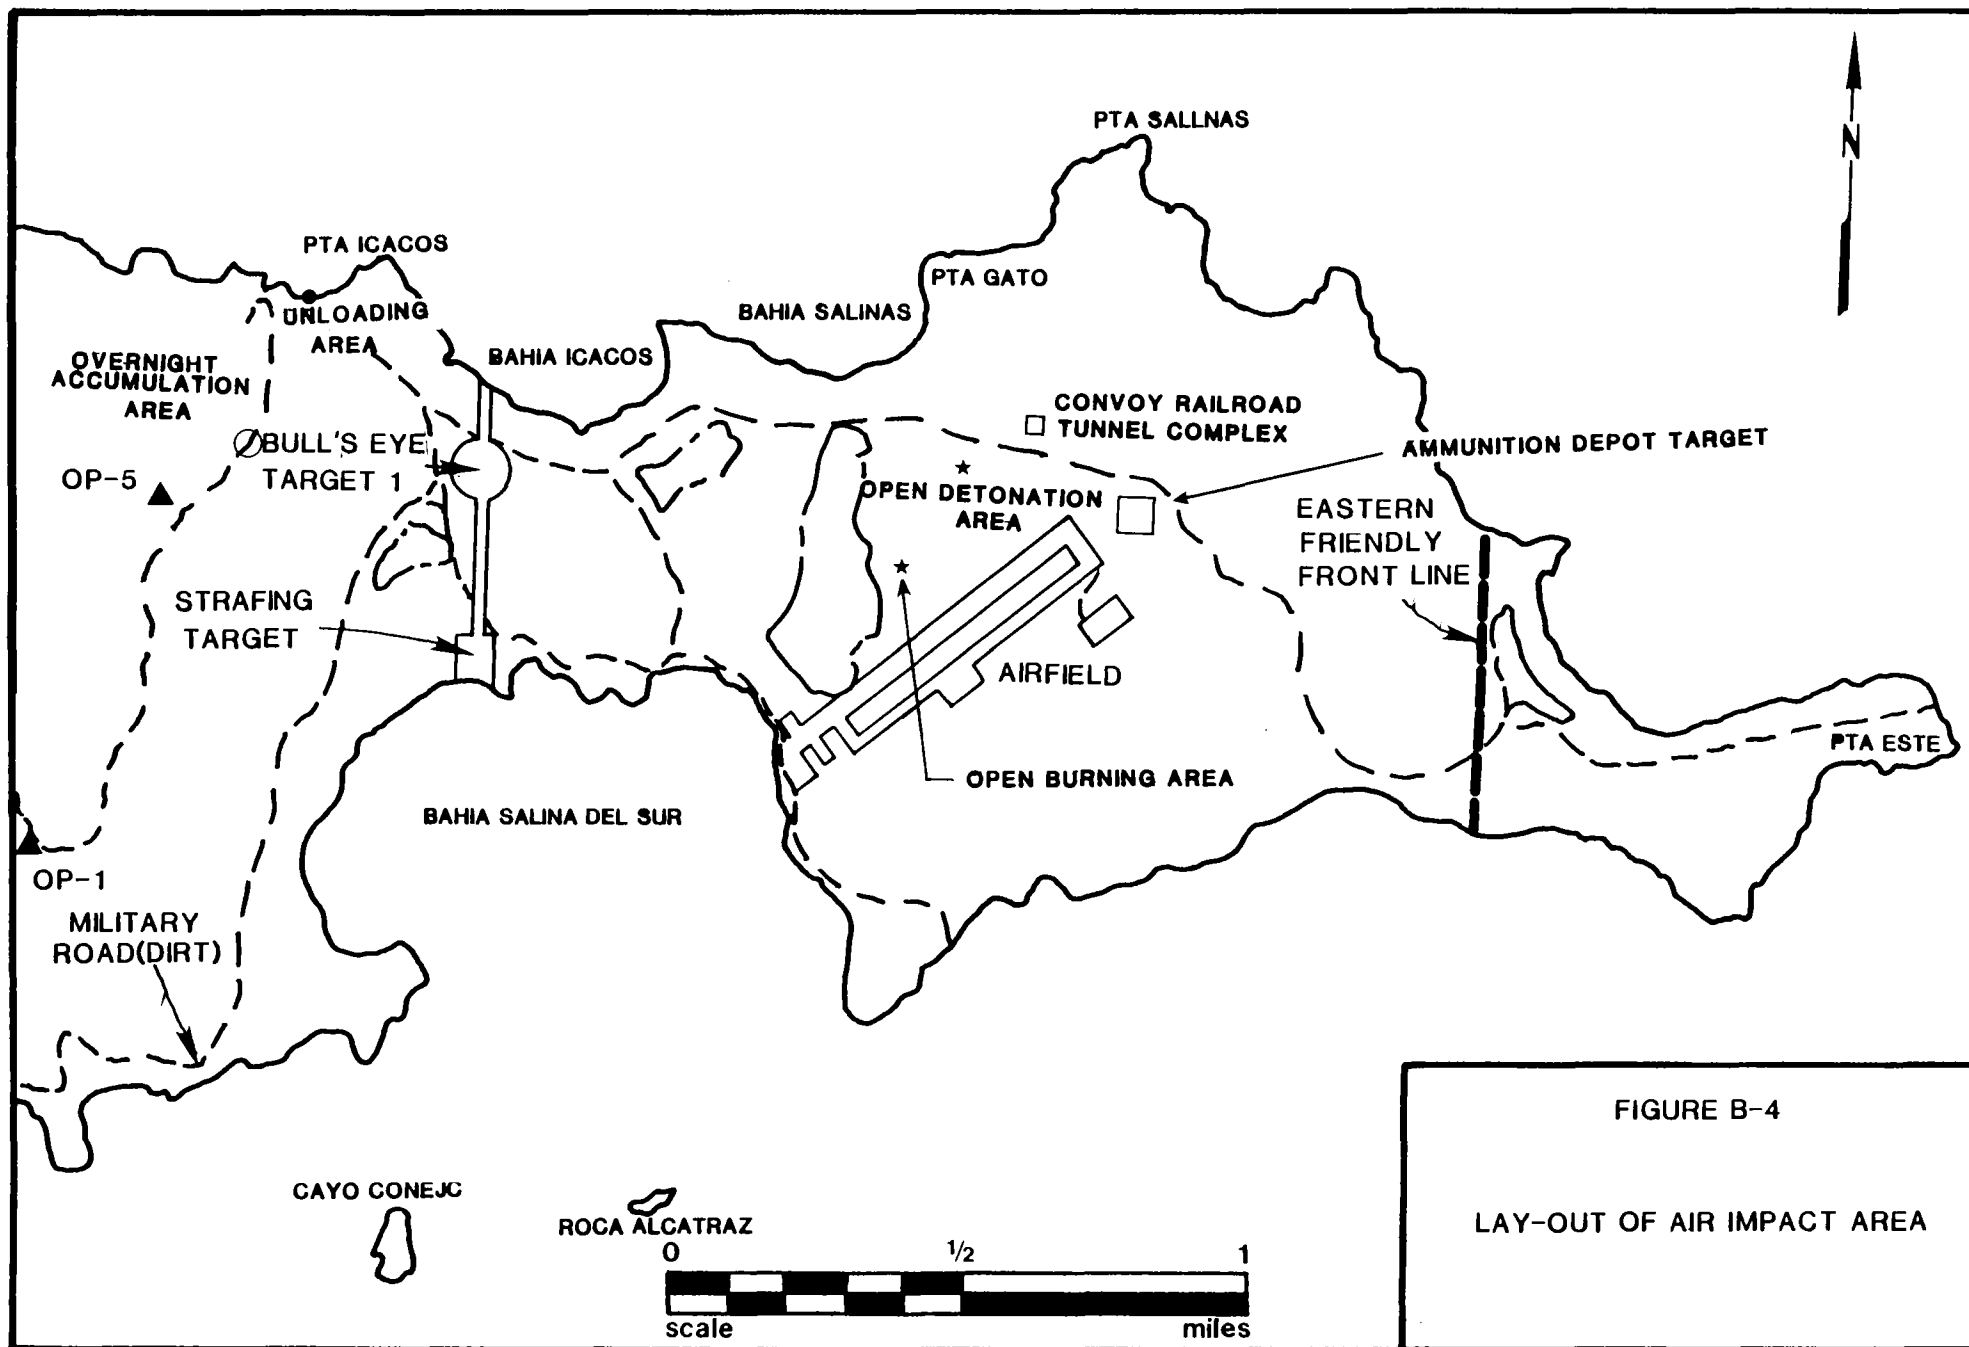 PTA SALLNAS
N
PTA ICACOS
PTA GATO
UNLOADING
AREA
BAHIA SALINAS
BAHIA ICACOS
OVERNIGHT
ACCUMULATION
AREA
CONVOY RAILROAD
TUNNEL COMPLEX
AMMUNITION DEPOT TARGET
BULL'S EYE
TARGET 1
OP-5
OPEN DETONATION
AREA
EASTERN
FRIENDLY
FRONT LINE
STRAFING
TARGET
AIRFIELD
PTA ESTE
OPEN BURNING AREA
BAHIA SALINA DEL SUR
OP-1
MILITARY
ROAD(DIRT)
CAYO CONEJC
ROCA ALCATRAZ
0 1/2 1
scale miles
FIGURE B-4
LAY-OUT OF AIR IMPACT AREA